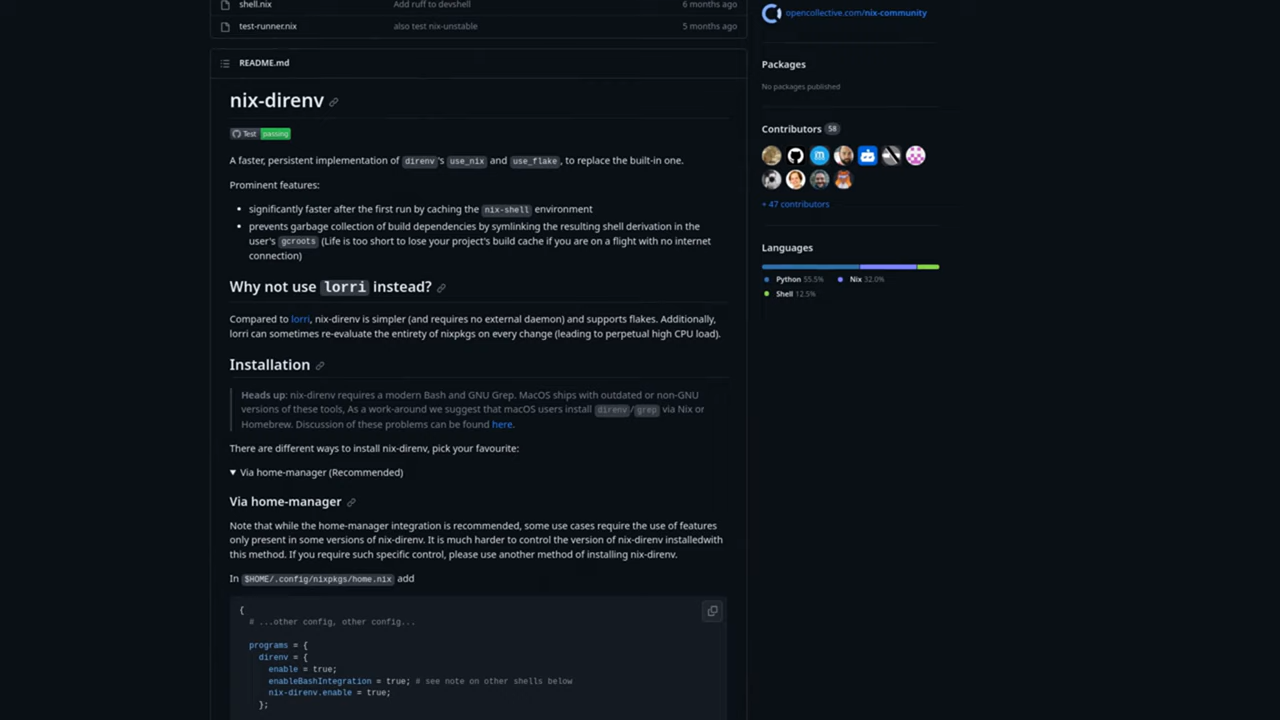 shell.nix Add ruff to devshell 6 months ago
test-runner.nix also test nix-unstable 5 months ago
README.md
nix-direnv
Test passing
A faster, persistent implementation of direnv's use_nix and use_flake, to replace the built-in one.
Prominent features:
significantly faster after the first run by caching the nix-shell environment
prevents garbage collection of build dependencies by symlinking the resulting shell derivation in the
user's gcroots (Life is too short to lose your project's build cache if you are on a flight with no internet
connection)
Why not use lorri instead?
Compared to lorri, nix-direnv is simpler (and requires no external daemon) and supports flakes. Additionally,
lorri can sometimes re-evaluate the entirety of nixpkgs on every change (leading to perpetual high CPU load).
Installation
Heads up: nix-direnv requires a modern Bash and GNU Grep. MacOS ships with outdated or non-GNU
versions of these tools, As a work-around we suggest that macOS users install direnv/grep via Nix or
Homebrew. Discussion of these problems can be found here.
There are different ways to install nix-direnv, pick your favourite:
▼ Via home-manager (Recommended)
Via home-manager
Note that while the home-manager integration is recommended, some use cases require the use of features
only present in some versions of nix-direnv. It is much harder to control the version of nix-direnv installedwith
this method. If you require such specific control, please use another method of installing nix-direnv.
In $HOME/.config/nixpkgs/home.nix add
{
# ...other config, other config...
programs = {
direnv = {
enable = true;
enableBashIntegration = true; # see note on other shells below
nix-direnv.enable = true;
};
opencollective.com/nix-community
Packages
No packages published
Contributors 58
m
+ 47 contributors
Languages
Python 55.5% Nix 32.0%
Shell 12.5%